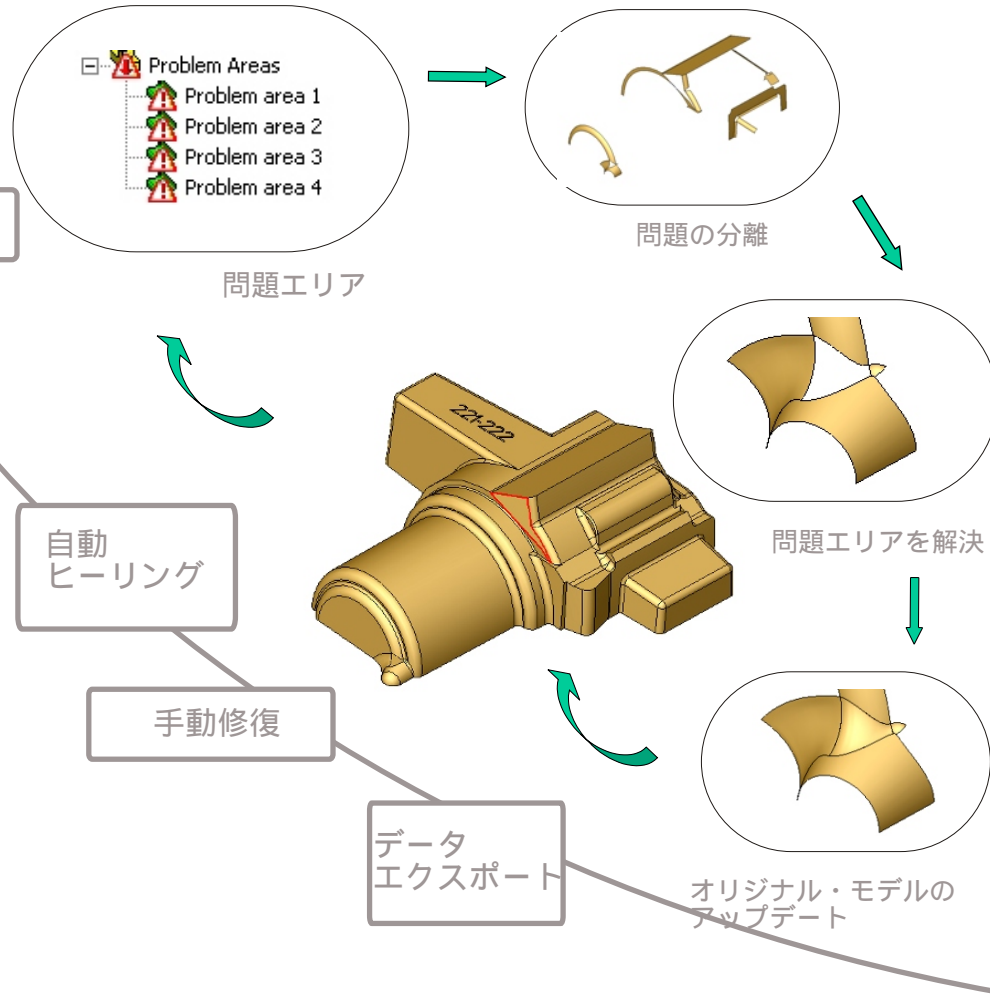 Problem Areas
Problem area 1
Problem area 2
Problem area 3
Problem area 4
問題エリア
問題の分離
221-222
問題エリアを解決
自動
ヒーリング
手動修復
データ
エクスポート
オリジナル・モデルの
アップデート